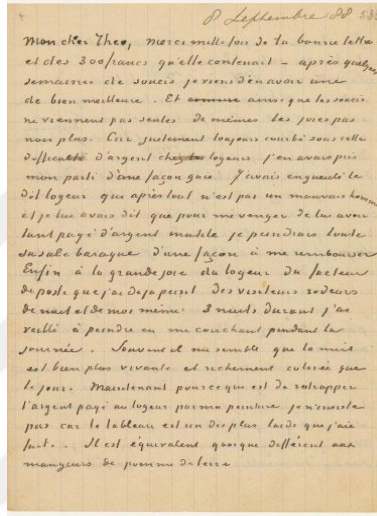 8 Septembre 88
Mon cher Theo, merci mille fois de ta bonne lettre
et des 300 francs qu'elle contenait – après quelques
semaines de soucis je viens d'en avoir une
de bien meilleure. Et comme ainsi que les soucis
ne viennent pas seules de mêmes les joies pas
non plus. Car justement toujours courbé sous cette
difficulté d'argent chez les logeurs j'en avais pris
mon parti d'une façon gaie. J'avais engueulé le
dit logeur qui après tout n'est pas un mauvais homme
et je lui avais dit que pour me venger de lui avoir
tant payé d'argent inutile je peindrais toute
sa sale baraque d'une façon à me rembourser
Enfin à la grande joie du logeur du facteur
de poste que j'ai deja peint des visiteurs rodeurs
de nuit et de moi même 3 nuits durant j'ai
veillé à peindre en me couchant pendant la
journée. Souvent il me semble que la nuit
est bien plus vivante et richement colorée que
le jour. Maintenant pour ce qui est de rattrapper
l'argent payé au logeur par ma peinture je n'insiste
pas car le tableau est un des plus laids que j'aie
fait. Il est équivalent quoique différent aux
mangeurs de pomme de terre